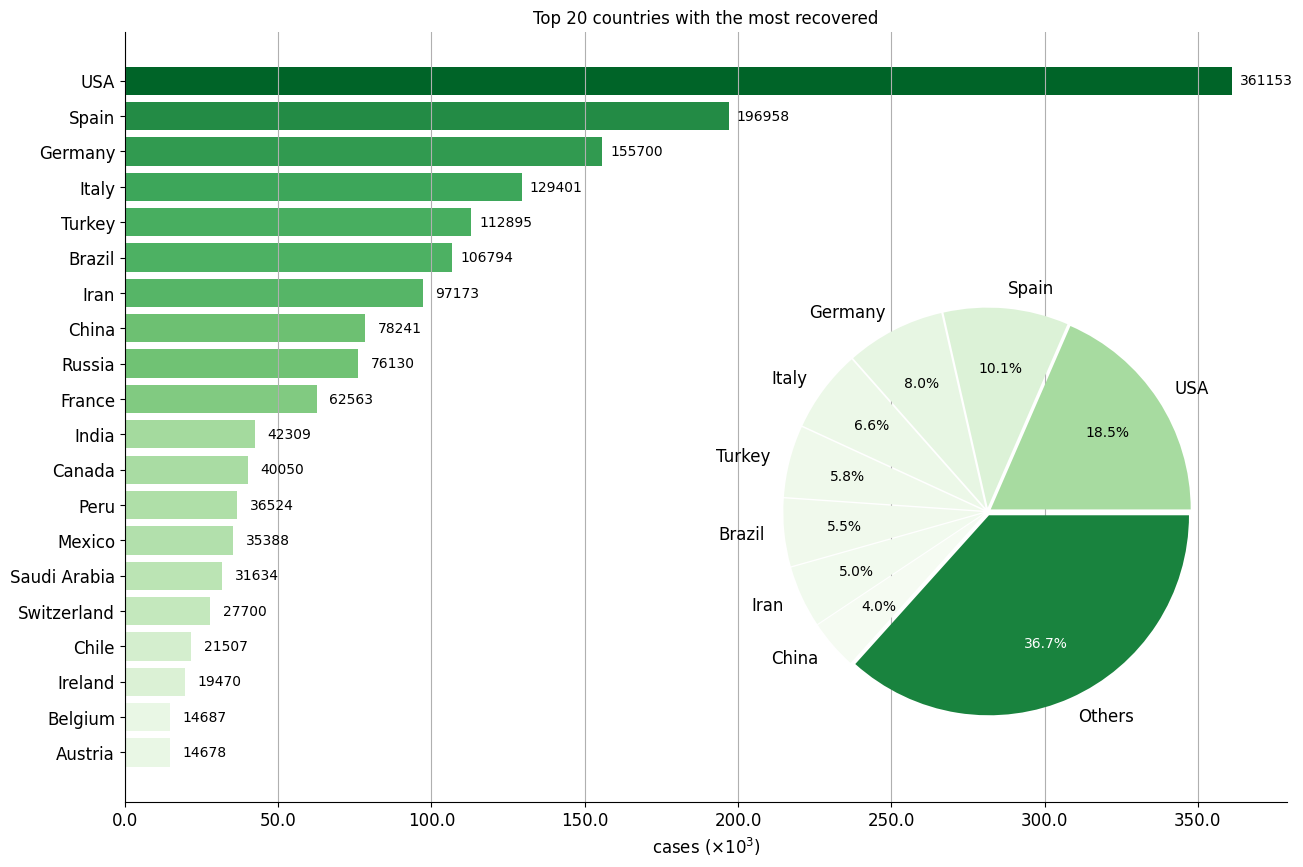 Top 20 countries with the most recovered
USA 361153
Spain 196958
Germany 155700
Italy 129401
Turkey 112895
Brazil 106794
Iran 97173
China 78241
Russia 76130
France 62563
India 42309
Canada 40050
Peru 36524
Mexico 35388
Saudi Arabia 31634
Switzerland 27700
Chile 21507
Ireland 19470
Belgium 14687
Austria 14678
0.0 50.0 100.0 150.0 200.0 250.0 300.0 350.0
cases (×10³)
USA 18.5%
Spain 10.1%
Germany 8.0%
Italy 6.6%
Turkey 5.8%
Brazil 5.5%
Iran 5.0%
China 4.0%
Others 36.7%